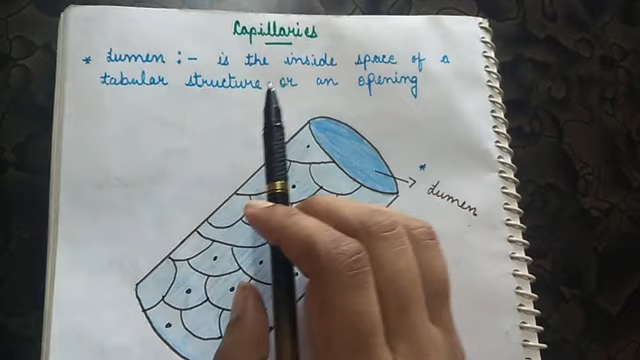 Capillaries
* Lumen :- is the inside space of a
tabular structure or an opening
* Lumen